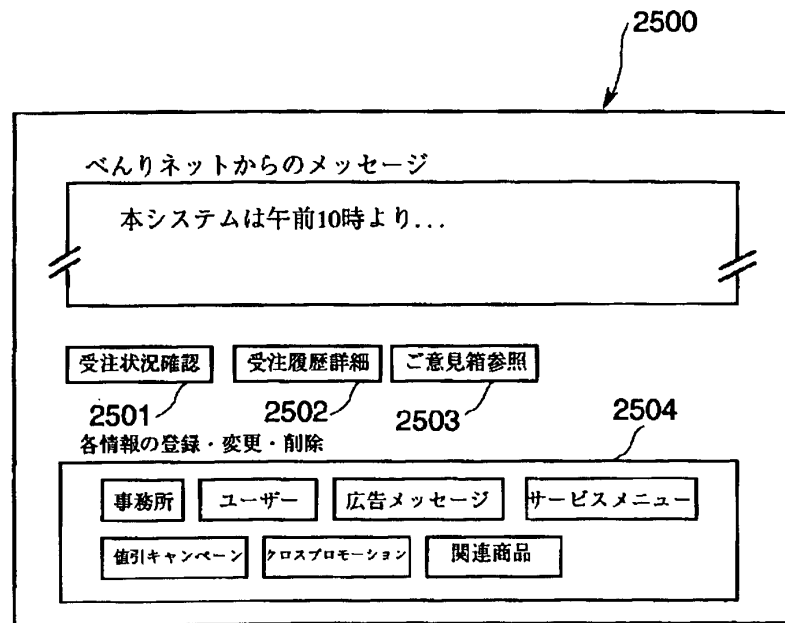 2500
べんりネットからのメッセージ
本システムは午前10時より...
受注状況確認 受注履歴詳細 ご意見箱参照
2501 2502 2503 2504
各情報の登録・変更・削除
事務所 ユーザー 広告メッセージ サービスメニュー
値引キャンペーン クロスプロモーション 関連商品